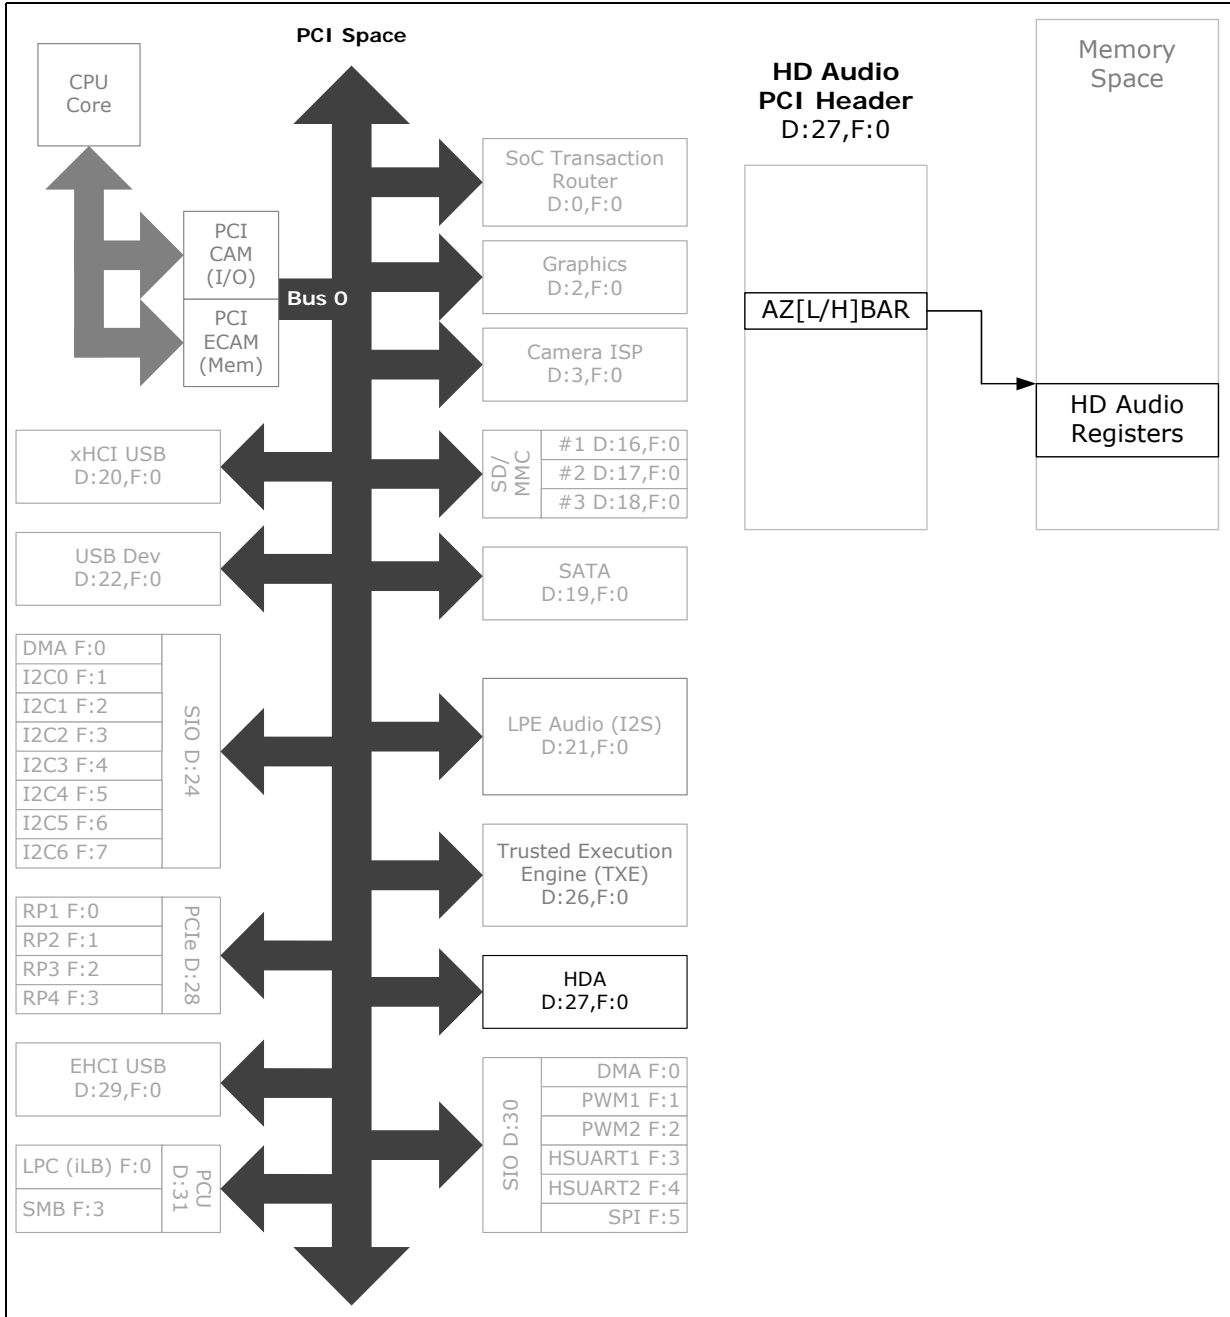 PCI Space
CPU
Core
PCI
CAM
(I/O)
PCI
ECAM
(Mem)
Bus 0
SoC Transaction
Router
D:0,F:0
Graphics
D:2,F:0
Camera ISP
D:3,F:0
SD/
MMC
#1 D:16,F:0
#2 D:17,F:0
#3 D:18,F:0
SATA
D:19,F:0
LPE Audio (I2S)
D:21,F:0
Trusted Execution
Engine (TXE)
D:26,F:0
HDA
D:27,F:0
SIO D:30
DMA F:0
PWM1 F:1
PWM2 F:2
HSUART1 F:3
HSUART2 F:4
SPI F:5
xHCI USB
D:20,F:0
USB Dev
D:22,F:0
DMA F:0
I2C0 F:1
I2C1 F:2
I2C2 F:3
I2C3 F:4
I2C4 F:5
I2C5 F:6
I2C6 F:7
SIO D:24
RP1 F:0
RP2 F:1
RP3 F:2
RP4 F:3
PCIe D:28
EHCI USB
D:29,F:0
LPC (iLB) F:0
SMB F:3
PCU
D:31
HD Audio
PCI Header
D:27,F:0
AZ[L/H]BAR
Memory
Space
HD Audio
Registers